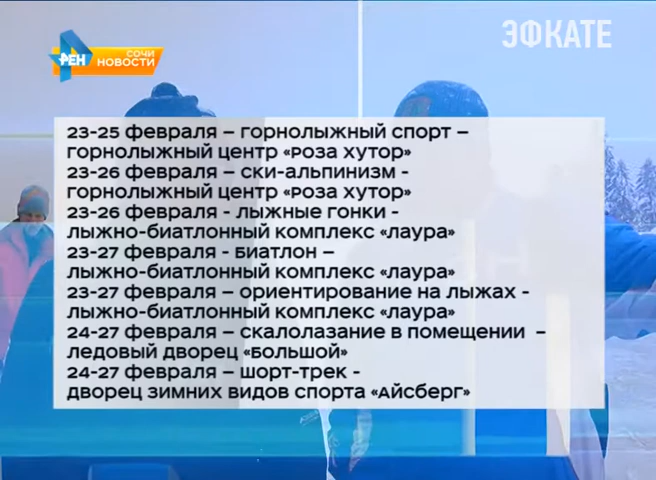 ЭФКАТЕ
РЕН
СОЧИ
НОВОСТИ
23-25 ФЕВРАЛЯ – ГОРНОЛЫЖНЫЙ СПОРТ –
ГОРНОЛЫЖНЫЙ ЦЕНТР «РОЗА ХУТОР»
23-26 ФЕВРАЛЯ – СКИ-АЛЬПИНИЗМ -
ГОРНОЛЫЖНЫЙ ЦЕНТР «РОЗА ХУТОР»
23-26 ФЕВРАЛЯ - ЛЫЖНЫЕ ГОНКИ -
ЛЫЖНО-БИАТЛОННЫЙ КОМПЛЕКС «ЛАУРА»
23-27 ФЕВРАЛЯ - БИАТЛОН –
ЛЫЖНО-БИАТЛОННЫЙ КОМПЛЕКС «ЛАУРА»
23-27 ФЕВРАЛЯ – ОРИЕНТИРОВАНИЕ НА ЛЫЖАХ -
ЛЫЖНО-БИАТЛОННЫЙ КОМПЛЕКС «ЛАУРА»
24-27 ФЕВРАЛЯ – СКАЛОЛАЗАНИЕ В ПОМЕЩЕНИИ –
ЛЕДОВЫЙ ДВОРЕЦ «БОЛЬШОЙ»
24-27 ФЕВРАЛЯ – ШОРТ-ТРЕК -
ДВОРЕЦ ЗИМНИХ ВИДОВ СПОРТА «АЙСБЕРГ»